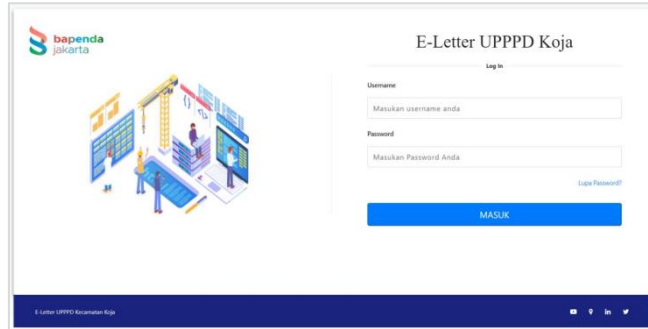 bapenda
jakarta
E-Letter UPPPD Koja
Log In
Username
Masukan username anda
Password
Masukan Password Anda
Lupa Password?
MASUK
E-Letter UPPPD Kecamatan Koja